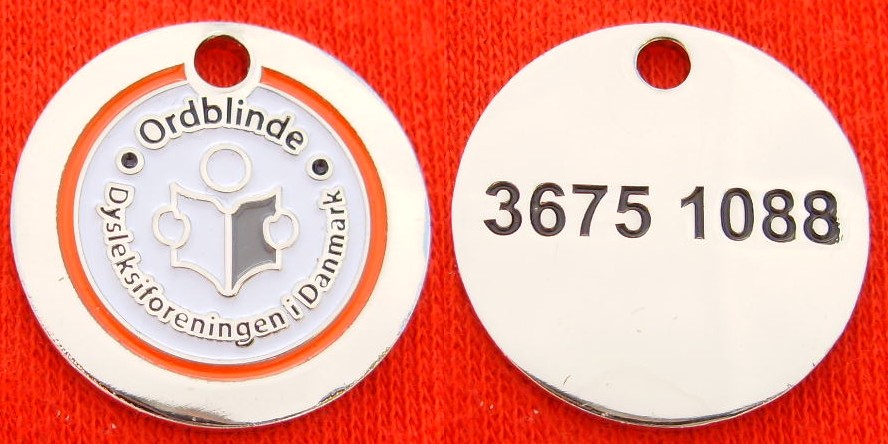 Ordblinde
Dysleksiforeningen i Danmark
3675 1088